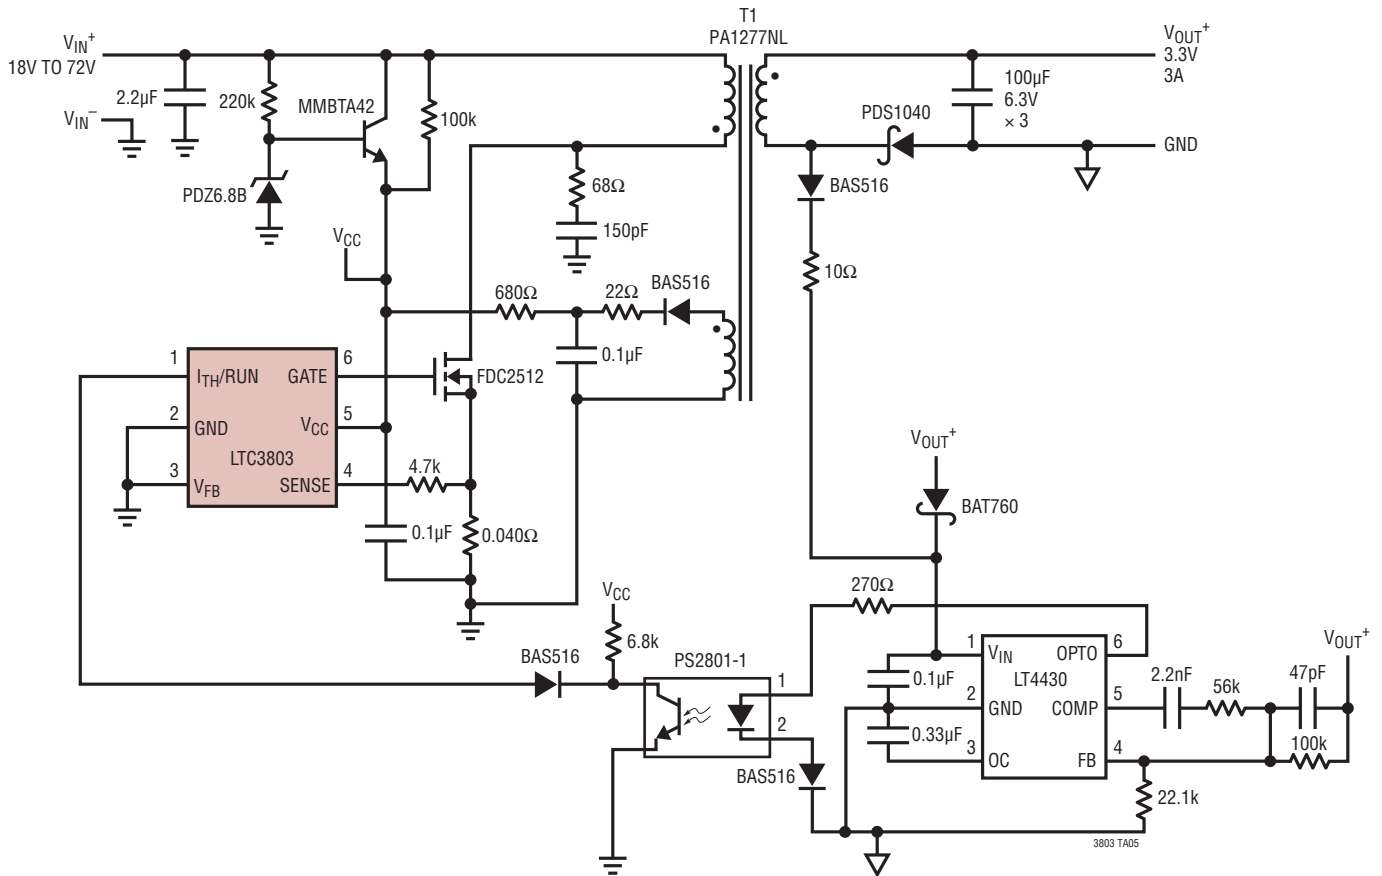 T1
PA1277NL
VIN+
18V TO 72V
VIN−
2.2µF
220k
MMBTA42
100k
PDZ6.8B
VCC
68Ω
150pF
680Ω
22Ω
BAS516
0.1µF
VOUT+
3.3V
3A
100µF
6.3V
× 3
PDS1040
GND
BAS516
10Ω
1
ITH/RUN
GATE
6
FDC2512
2
GND
VCC
5
LTC3803
3
VFB
SENSE
4
4.7k
0.1µF
0.040Ω
VOUT+
BAT760
270Ω
VCC
6.8k
BAS516
PS2801-1
1
2
BAS516
1
VIN
OPTO
6
0.1µF
LT4430
2
GND
COMP
5
0.33µF
3
OC
FB
4
2.2nF
56k
47pF
VOUT+
100k
22.1k
3803 TA05